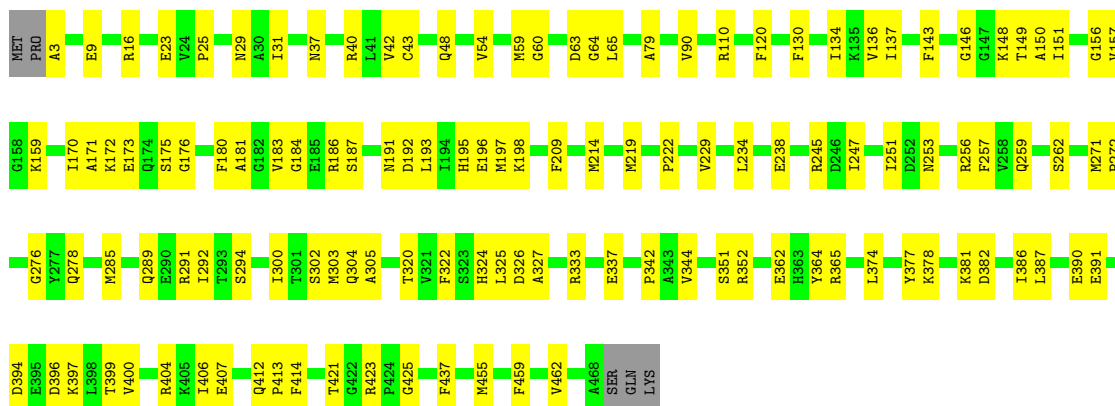 MET PRO A3 E9 R16 E23 V24 P25 N29 A30 I31 N37 R40 L41 V42 C43 Q48 V54 M59 G60 D63 G64 L65 A79 V90 R110 F120 F130 I134 K135 V136 I137 F143 G146 G147 K148 T149 A150 I151 G156 V157
G158 K159 I170 A171 K172 E173 Q174 S175 G176 F180 A181 G182 V183 G184 E185 R186 S187 N191 D192 L193 I194 H195 E196 M197 K198 F209 M214 M219 P222 V229 L234 E238 R245 D246 I247 I251 D252 N253 R256 F257 V258 Q259 S262 M271 P272
G276 Y277 Q278 M285 Q289 E290 R291 I292 T293 S294 I300 T301 S302 M303 Q304 A305 T320 V321 F322 S323 H324 L325 D326 A327 R333 E337 P342 A343 V344 S351 R352 E362 H363 Y364 R365 L374 Y377 K378 K381 D382 I386 L387 E390 E391
D394 E395 D396 K397 L398 T399 V400 R404 K405 I406 E407 Q412 P413 F414 T421 G422 R423 P424 G425 F437 M455 F459 V462 A468 SER GLN LYS